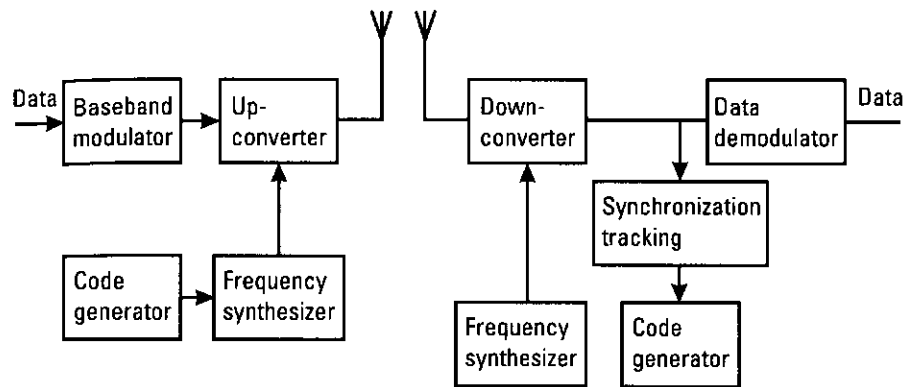 Data
Baseband
modulator
Up-
converter
Down-
converter
Data
demodulator
Data
Synchronization
tracking
Code
generator
Frequency
synthesizer
Frequency
synthesizer
Code
generator